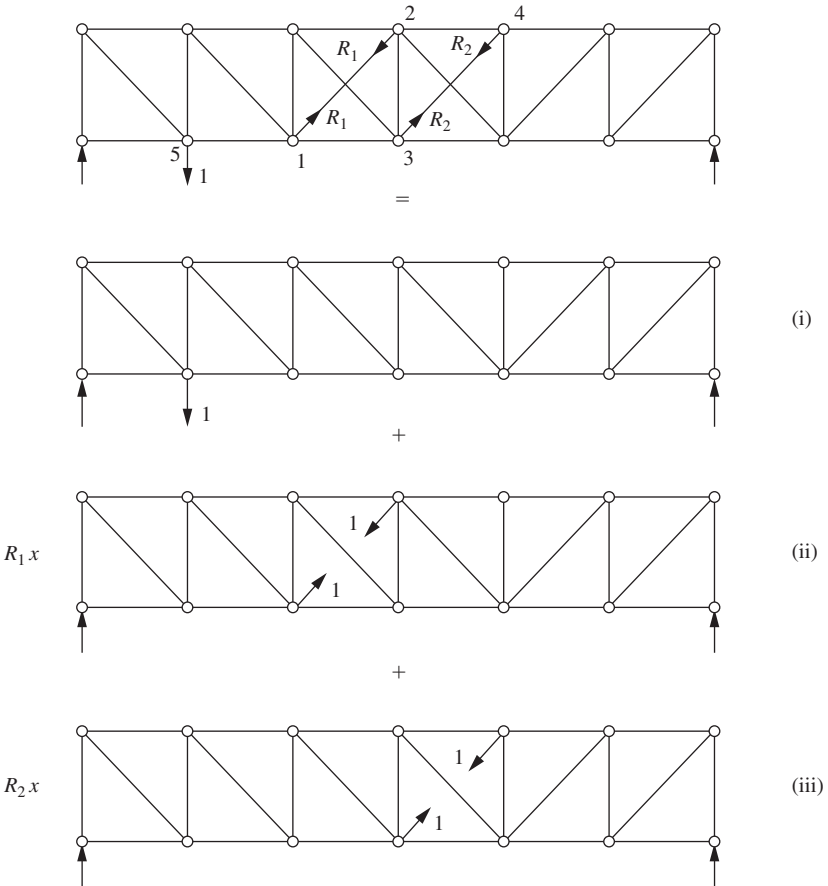 2 4
R₁ R₂
R₁ R₂
5 1 1 3
=
(i)
1
+
1
R₁ x (ii)
1
+
1
R₂ x (iii)
1